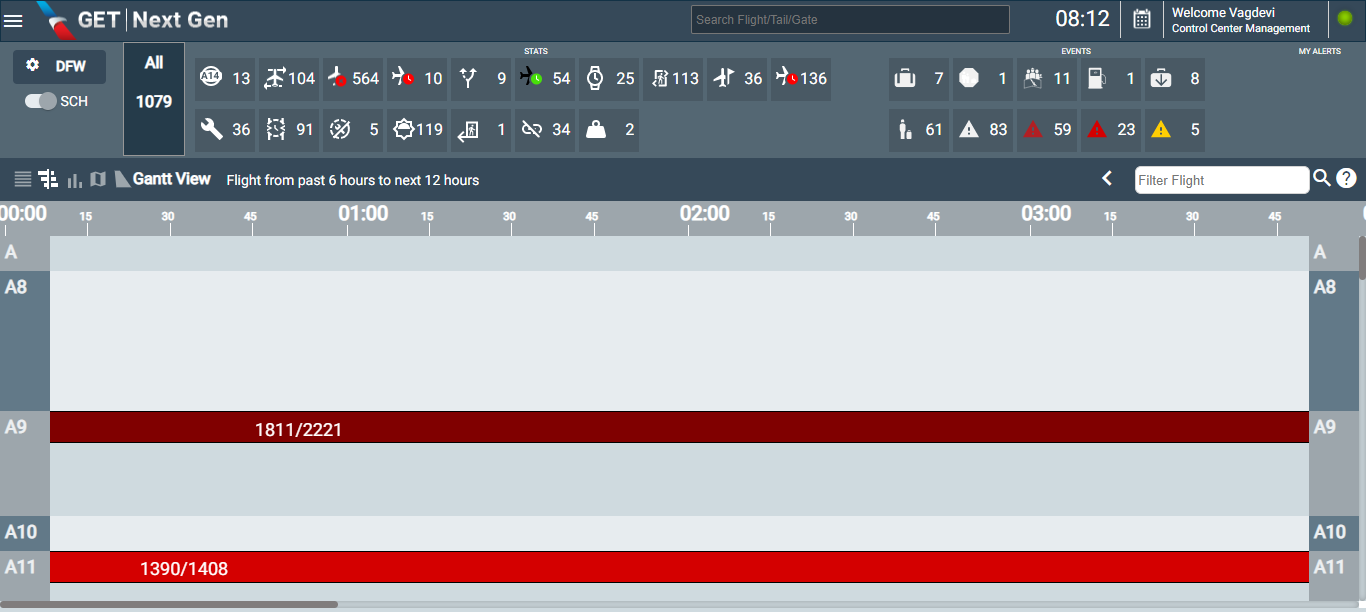 GET | Next Gen
Search Flight/Tail/Gate
08:12
Welcome Vagdevi
Control Center Management
DFW
SCH
All
1079
STATS
EVENTS
MY ALERTS
A14 13 104 564 10 9 54 25 113 36 136
7 1 11 1 8
36 91 5 119 1 34 2
61 83 59 23 5
Gantt View Flight from past 6 hours to next 12 hours
Filter Flight
?
00:00 15 30 45 01:00 15 30 45 02:00 15 30 45 03:00 15 30 45
A A
A8 A8
A9 1811/2221 A9
A10 A10
A11 1390/1408 A11